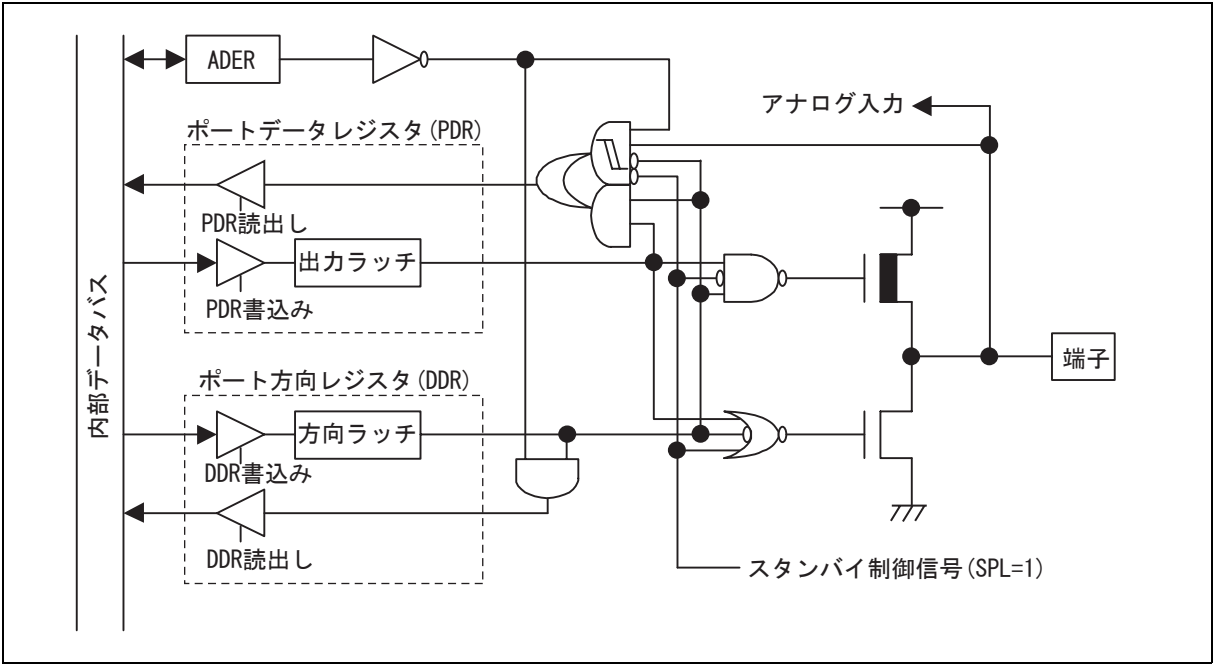 ADER
アナログ入力
ポートデータレジスタ(PDR)
PDR読出し
出力ラッチ
PDR書込み
内部データバス
端子
ポート方向レジスタ(DDR)
方向ラッチ
DDR書込み
DDR読出し
スタンバイ制御信号(SPL=1)